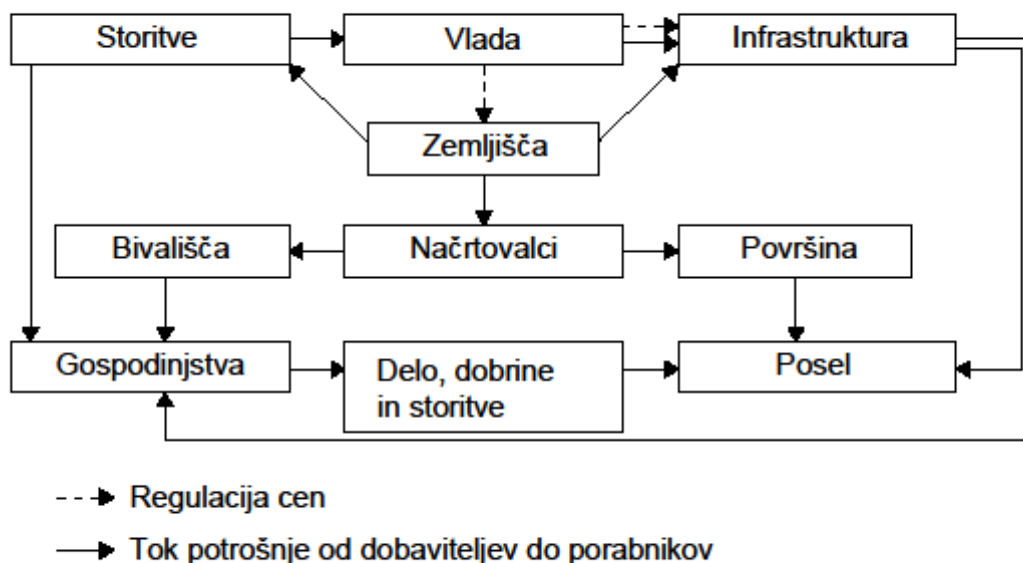 Storitve
Vlada
Infrastruktura
Zemljišča
Bivališča
Načrtovalci
Površina
Gospodinjstva
Delo, dobrine
in storitve
Posel
Regulacija cen
Tok potrošnje od dobaviteljev do porabnikov